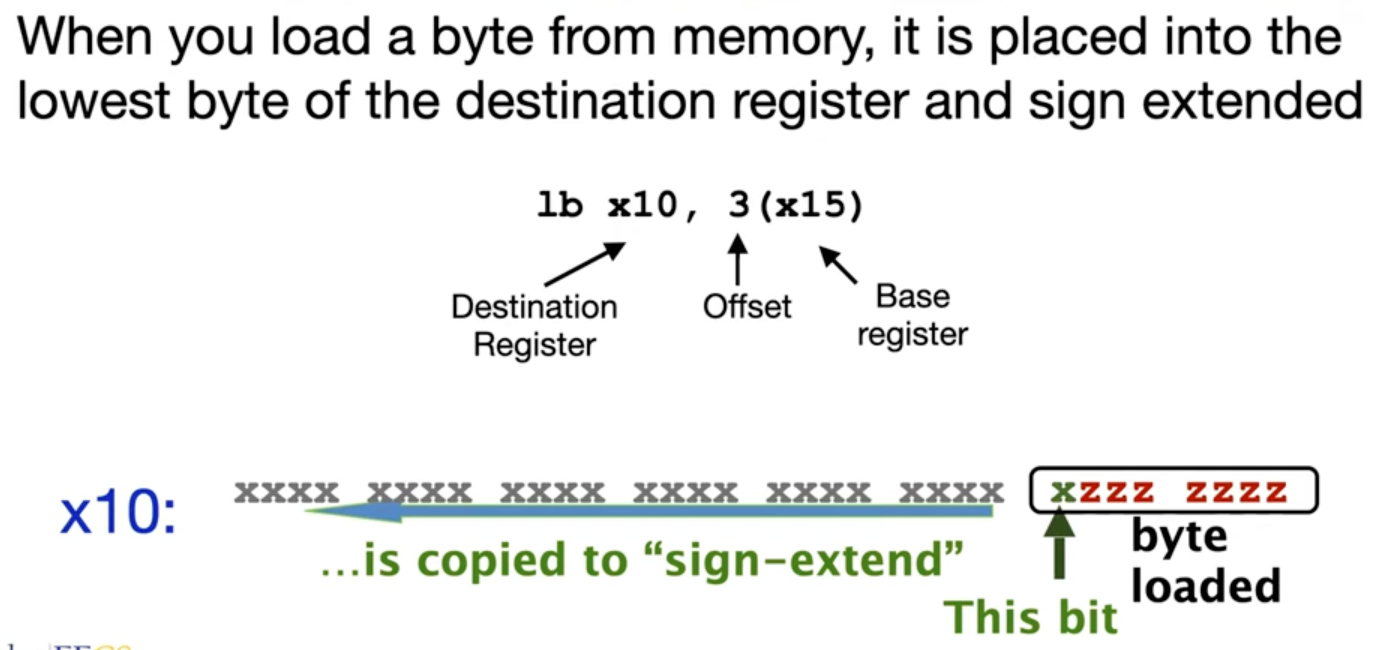 When you load a byte from memory, it is placed into the
lowest byte of the destination register and sign extended
lb x10, 3(x15)
Destination
Register
Offset
Base
register
x10: xxxx xxxx xxxx xxxx xxxx xxxx xzzz zzzz
...is copied to “sign-extend”
byte
loaded
This bit